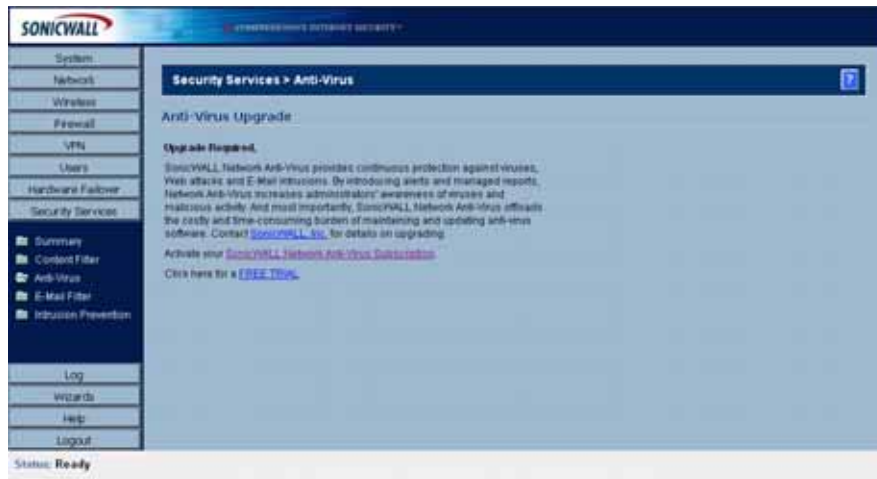 SONICWALL
COMPREHENSIVE INTERNET SECURITY™
System
Network
Wireless
Firewall
VPN
Users
Hardware Failover
Security Services
Summary
Content Filter
Anti-Virus
E-Mail Filter
Intrusion Prevention
Log
Wizards
Help
Logout
Security Services > Anti-Virus
?
Anti-Virus Upgrade
Upgrade Required.
SonicWALL Network Anti-Virus provides continuous protection against viruses,
Web attacks and E-Mail intrusions. By introducing alerts and managed reports,
Network Anti-Virus increases administrators' awareness of viruses and
malicious activity. And most importantly, SonicWALL Network Anti-Virus offloads
the costly and time-consuming burden of maintaining and updating anti-virus
software. Contact SonicWALL, Inc. for details on upgrading.
Activate your SonicWALL Network Anti-Virus Subscription.
Click here for a FREE TRIAL.
Status: Ready